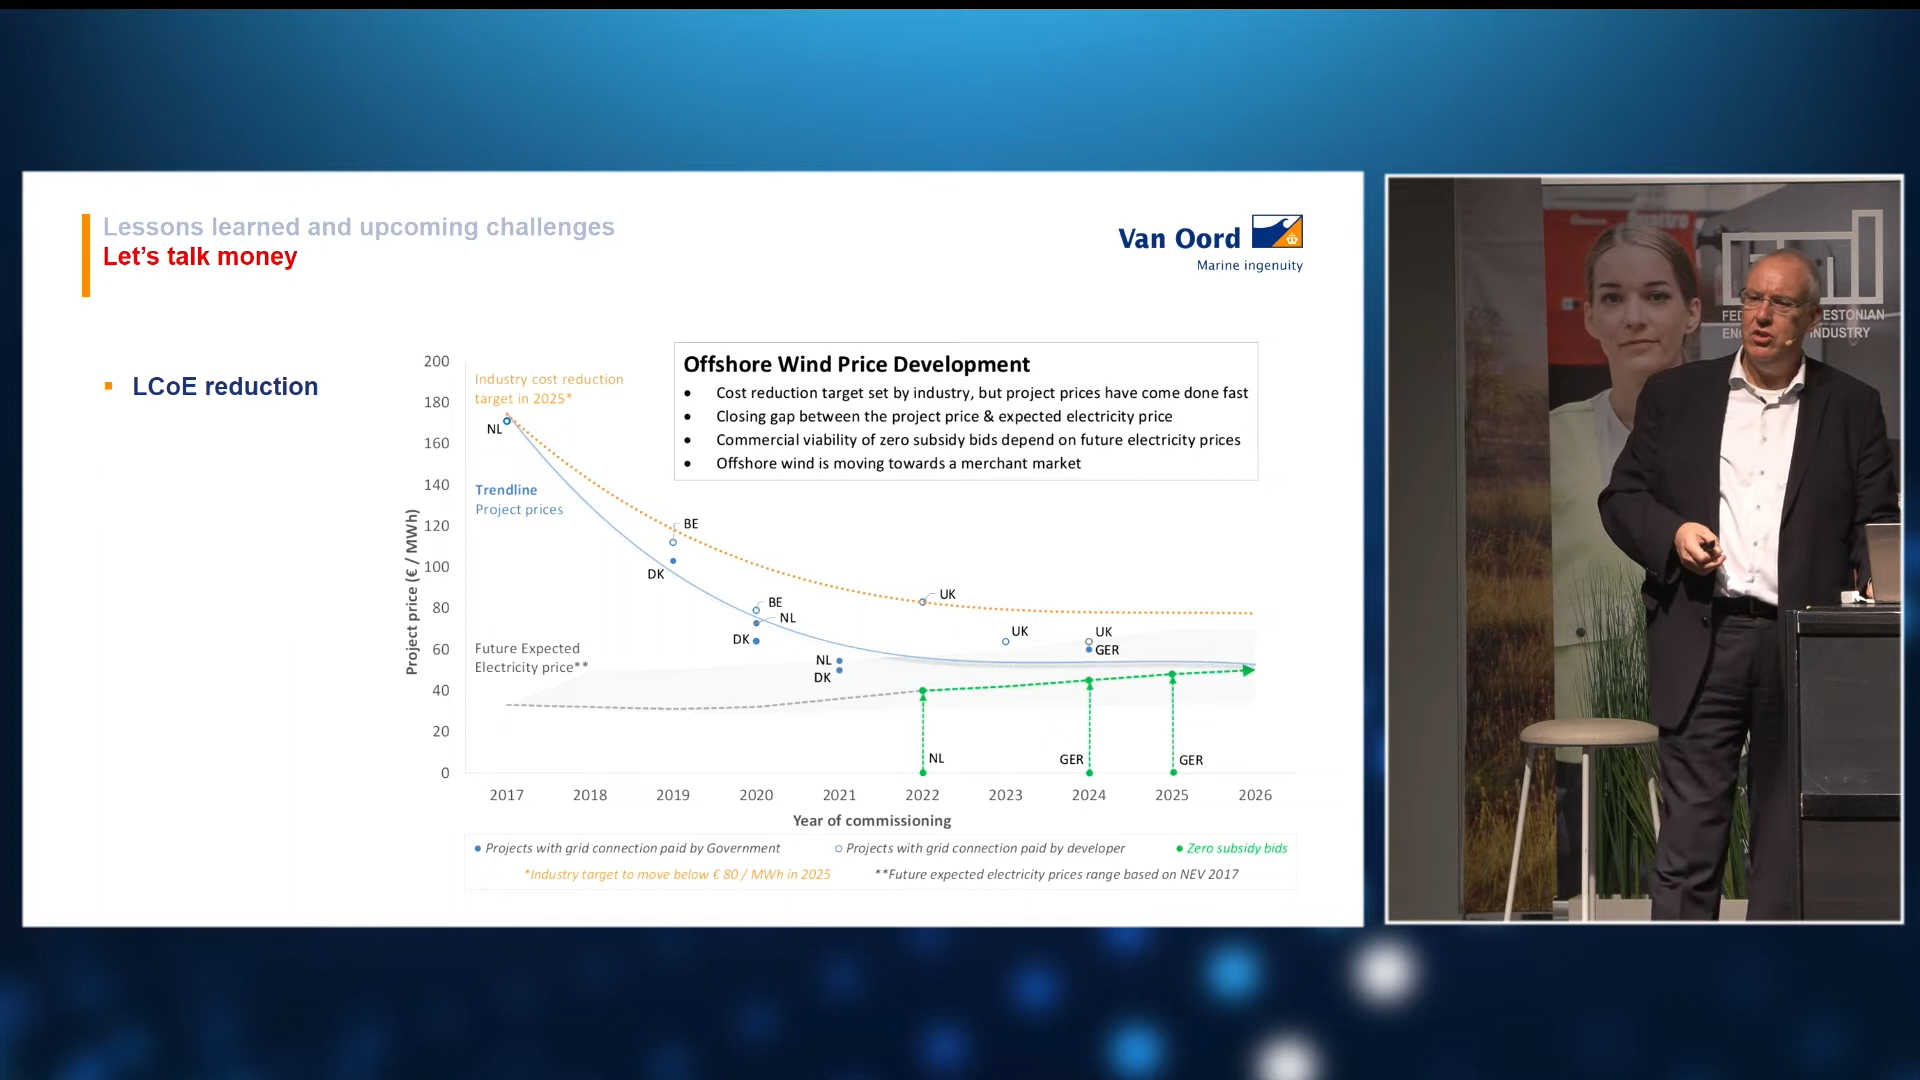 Lessons learned and upcoming challenges
Let's talk money
Van Oord
Marine ingenuity
LCoE reduction
Offshore Wind Price Development
Cost reduction target set by industry, but project prices have come done fast
Closing gap between the project price & expected electricity price
Commercial viability of zero subsidy bids depend on future electricity prices
Offshore wind is moving towards a merchant market
Industry cost reduction
target in 2025*
Trendline
Project prices
Future Expected
Electricity price**
Project price (€ / MWh)
200
180
160
140
120
100
80
60
40
20
0
NL
BE
DK
BE
NL
DK
NL
DK
UK
UK
UK
GER
NL
GER
GER
2017 2018 2019 2020 2021 2022 2023 2024 2025 2026
Year of commissioning
Projects with grid connection paid by Government Projects with grid connection paid by developer Zero subsidy bids
*Industry target to move below € 80 / MWh in 2025 **Future expected electricity prices range based on NEV 2017
ESTONIAN
INDUSTRY